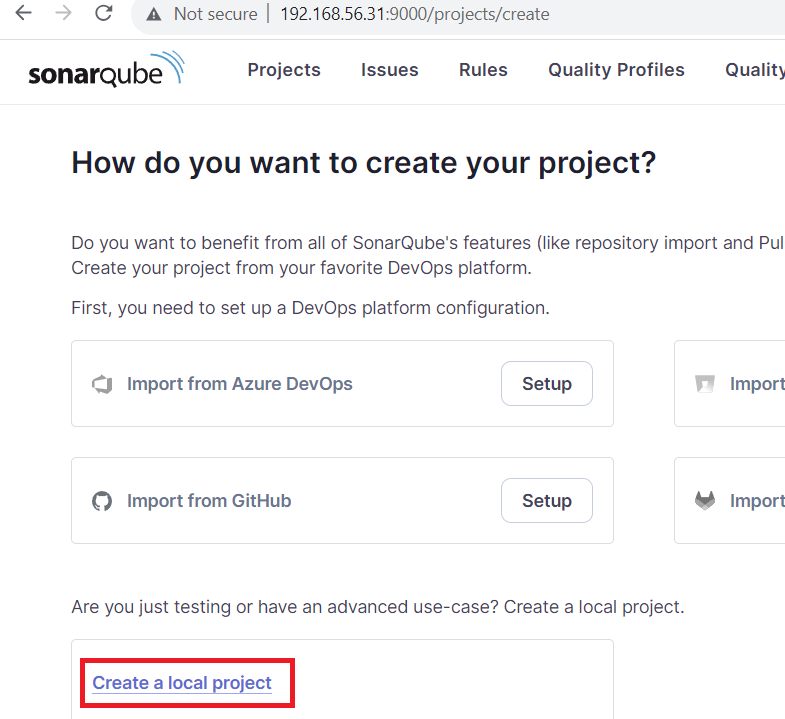 Not secure | 192.168.56.31:9000/projects/create
sonarqube Projects Issues Rules Quality Profiles Quality
How do you want to create your project?
Do you want to benefit from all of SonarQube's features (like repository import and Pul
Create your project from your favorite DevOps platform.
First, you need to set up a DevOps platform configuration.
Import from Azure DevOps Setup Import
Import from GitHub Setup Import
Are you just testing or have an advanced use-case? Create a local project.
Create a local project